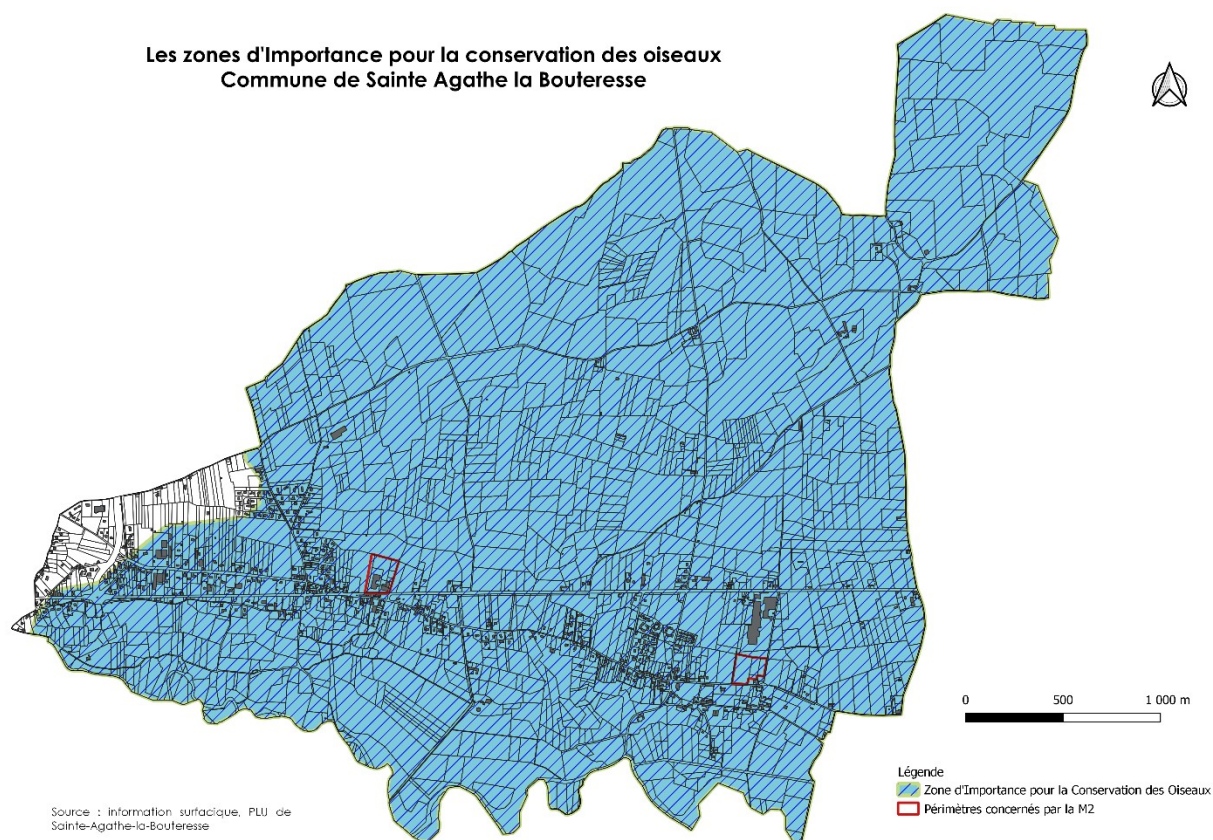 Les zones d'Importance pour la conservation des oiseaux
Commune de Sainte Agathe la Bouteresse
0 500 1 000 m
Légende
Zone d'Importance pour la Conservation des Oiseaux
Périmètres concernés par la M2
Source : information surfacique, PLU de
Sainte-Agathe-la-Bouteresse